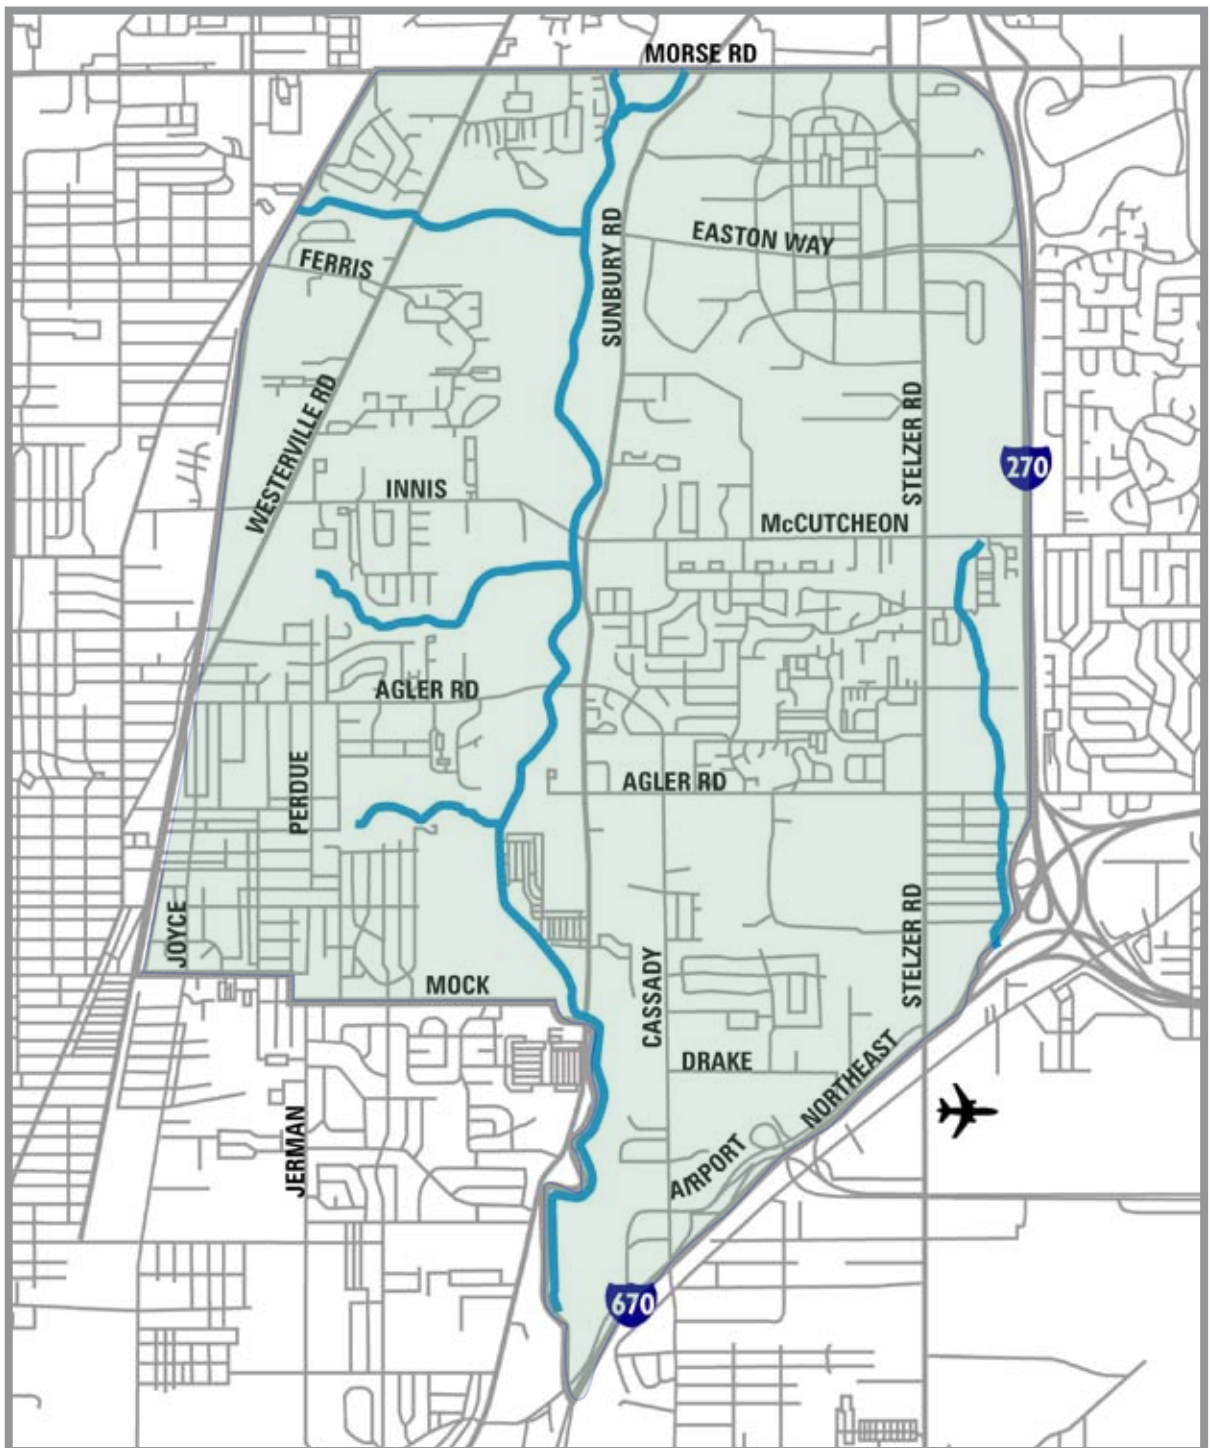 MORSE RD
SUNBURY RD
EASTON WAY
FERRIS
WESTERVILLE RD
STELZER RD
270
INNIS
McCUTCHEON
AGLER RD
PERDUE
AGLER RD
JOYCE
STELZER RD
MOCK
CASSADY
DRAKE
NORTHEAST
JERMAN
AIRPORT
670